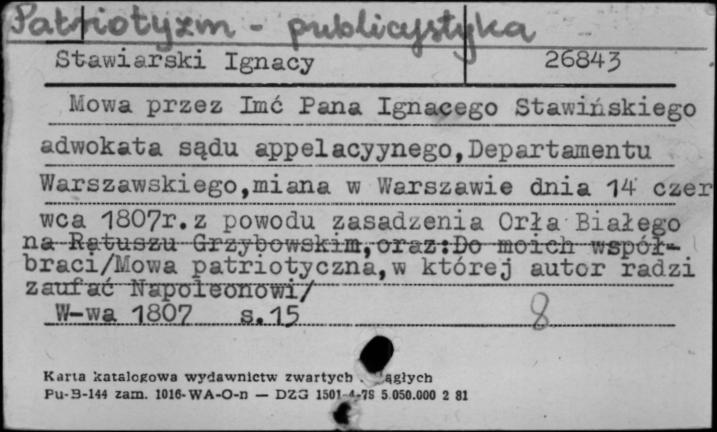 Patriotyzm - publicystyka
Stawiarski Ignacy 26843
Mowa przez Imć Pana Ignacego Stawińskiego
adwokata sądu appelacyynego,Departamentu
Warszawskiego,miana w Warszawie dnia 14 czer
wca 1807r.z powodu zasadzenia Orła Białego
na Ratuszu Grzybowskim,oraz:Do moich współ-
braci/Mowa patriotyczna,w której autor radzi
zaufać Napoleonowi/
W-wa 1807 s.15 8
Karta katalogowa wydawnictw zwartych ągłych
Pu-B-144 zam. 1016-WA-O-n — DZG 1501 4-78 5.050.000 2 81